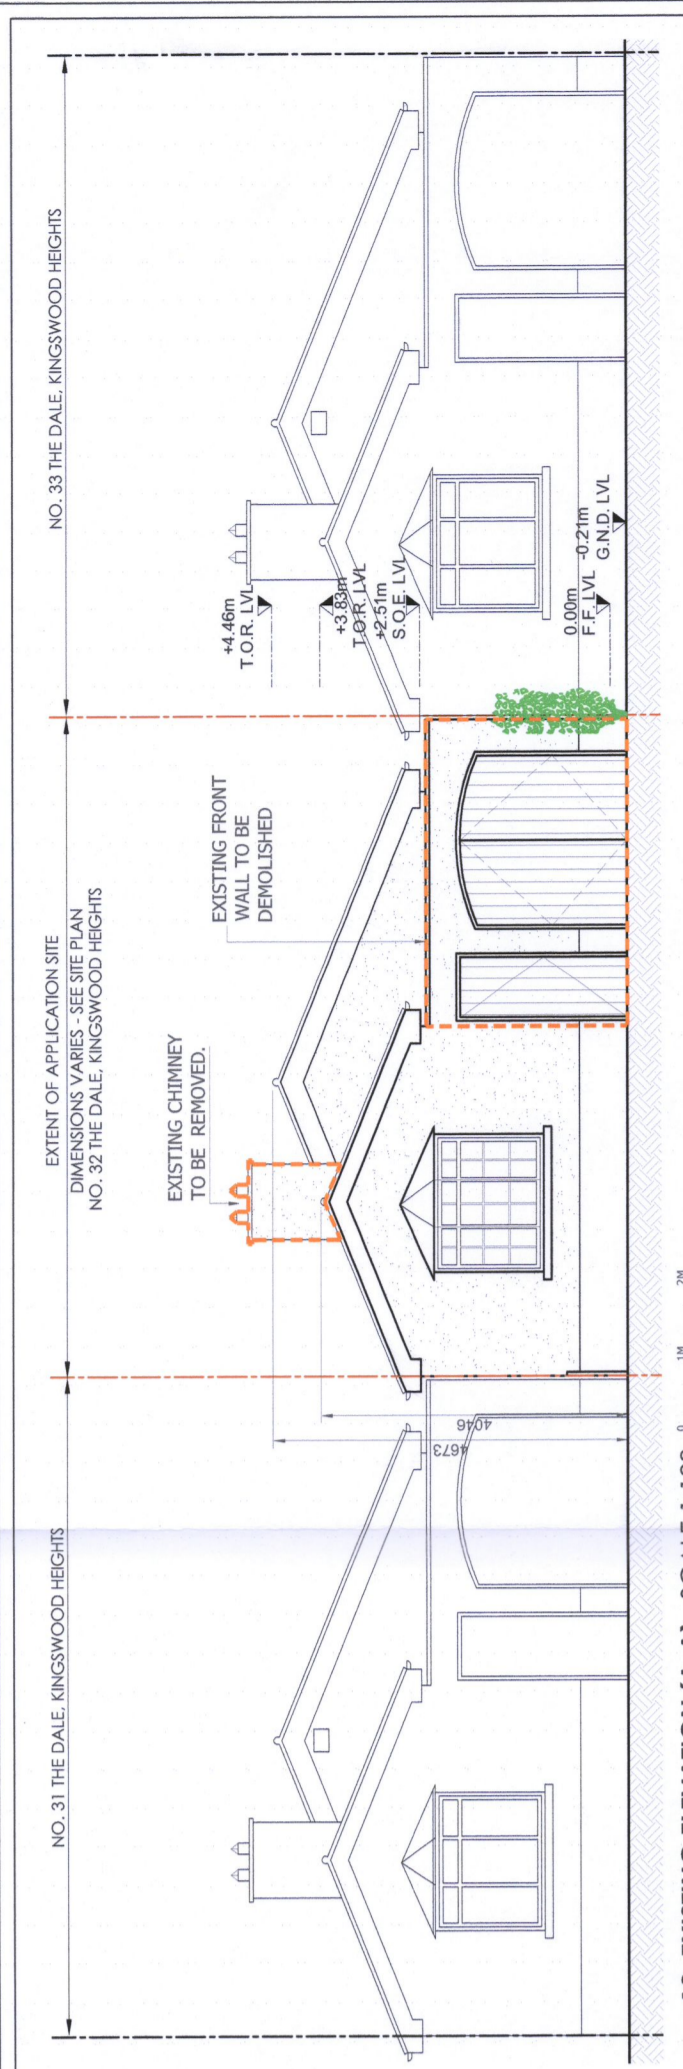 NO. 31 THE DALE, KINGSWOOD HEIGHTS
EXTENT OF APPLICATION SITE
DIMENSIONS VARIES - SEE SITE PLAN
NO. 32 THE DALE, KINGSWOOD HEIGHTS
NO. 33 THE DALE, KINGSWOOD HEIGHTS
EXISTING CHIMNEY
TO BE REMOVED.
EXISTING FRONT
WALL TO BE
DEMOLISHED
+4.46m
T.O.R. LVL
+3.83m
T.O.R. LVL
+2.51m
S.O.E. LVL
0.00m
F.F. LVL
-0.21m
G.N.D. LVL
4673
4046
0 1M 2M